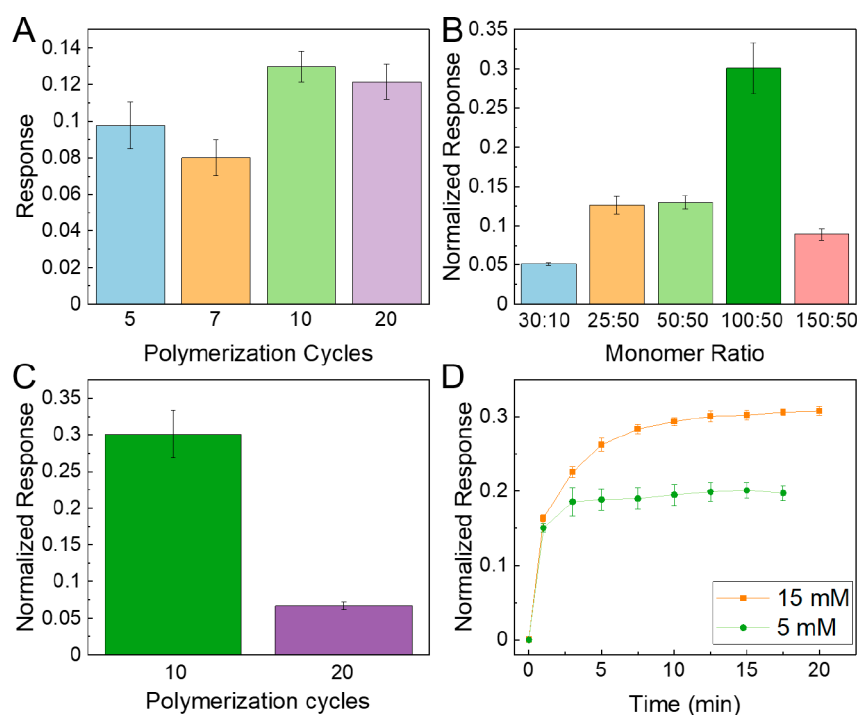 A
Response
0.14
0.12
0.1
0.08
0.06
0.04
0.02
0
5 7 10 20
Polymerization Cycles
B
Normalized Response
0.35
0.3
0.25
0.2
0.15
0.1
0.05
0
30:10 25:50 50:50 100:50 150:50
Monomer Ratio
C
Normalized Response
0.35
0.3
0.25
0.2
0.15
0.1
0.05
0
10 20
Polymerization cycles
D
Normalized Response
0.3
0.2
0.1
0
0 5 10 15 20
Time (min)
15 mM
5 mM